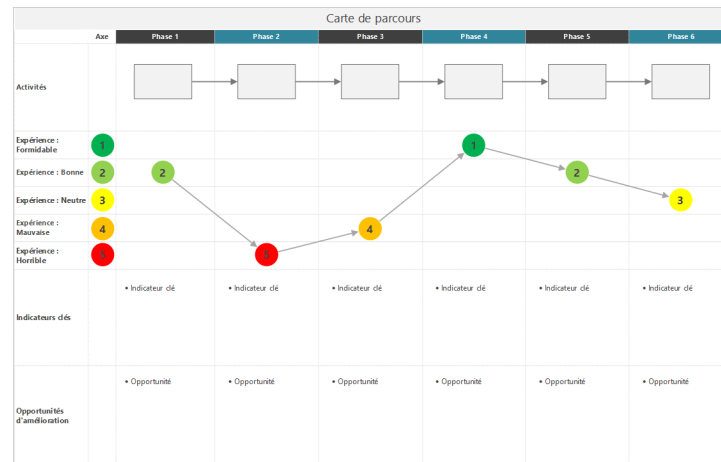 Carte de parcours
Axe Phase 1 Phase 2 Phase 3 Phase 4 Phase 5 Phase 6
Activités
Expérience :
Formidable
1 1
Expérience : Bonne 2 2 2
Expérience : Neutre 3 3
Expérience :
Mauvaise
4 4
Expérience :
Horrible
5 5
Indicateurs clés
• Indicateur clé • Indicateur clé • Indicateur clé • Indicateur clé • Indicateur clé • Indicateur clé
Opportunités
d'amélioration
• Opportunité • Opportunité • Opportunité • Opportunité • Opportunité • Opportunité